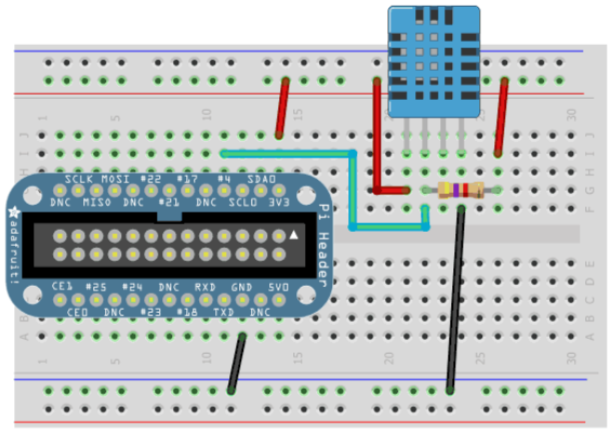 1 5 10 15 20 25 30
J J
I I
H H
G
F
SCLK MOSI #22 #17 #4 SDA0
DNC MISO DNC #21 DNC SCL0 3V3
adafruit!
Pi Header
CE1 #25 #24 DNC RXD GND 5V0
CE0 DNC #23 #18 TXD DNC
E
D
C
B B
A A
1 5 10 15 20 25 30